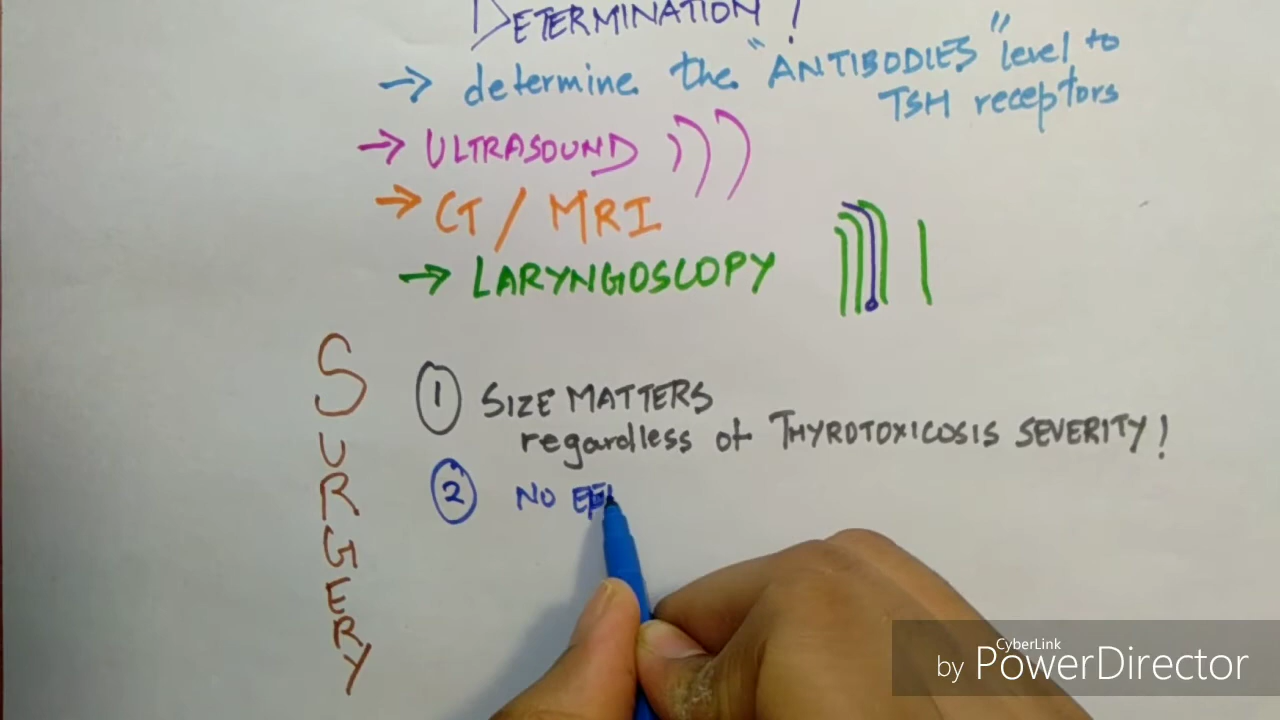 DETERMINATION !
→ determine the "ANTIBODIES" level to
TSH receptors
→ ULTRASOUND
→ CT / MRI
→ LARYNGOSCOPY
SURGERY
① SIZE MATTERS
regardless of THYROTOXICOSIS SEVERITY !
② NO
CyberLink
by PowerDirector